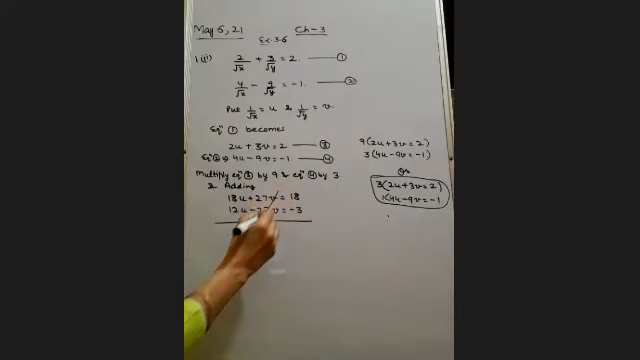 May 5, 21 Ch-3
Ex. 3.6
1.(ii) 2/√x + 3/√y = 2 —— ①
4/√x - 9/√y = -1 —— ②
Put 1/√x = u & 1/√y = v.
Eqⁿ ① becomes
2u + 3v = 2 —— ③
Eqⁿ ② ⇒ 4u - 9v = -1 —— ④
Multiply eqⁿ ③ by 9 & eqⁿ ④ by 3
& Adding
18u + 27v = 18
12u - 27v = -3
9(2u+3v=2)
3(4u-9v=-1)
Or
3(2u+3v=2)
1(4u-9v=-1